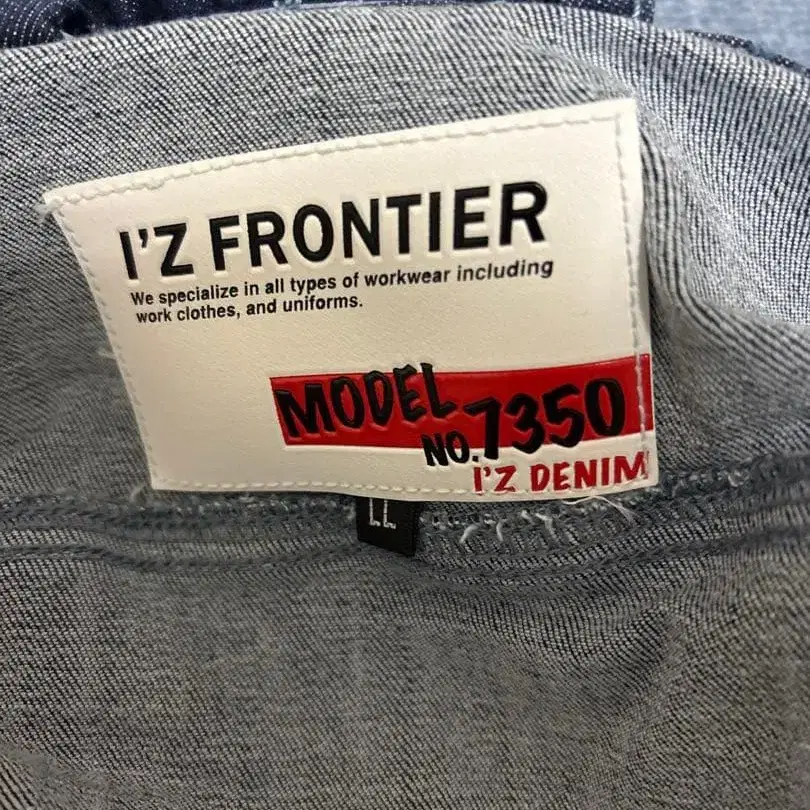 I'Z FRONTIER
We specialize in all types of workwear including
work clothes, and uniforms.
MODEL
NO.7350
I'Z DENIM
LL